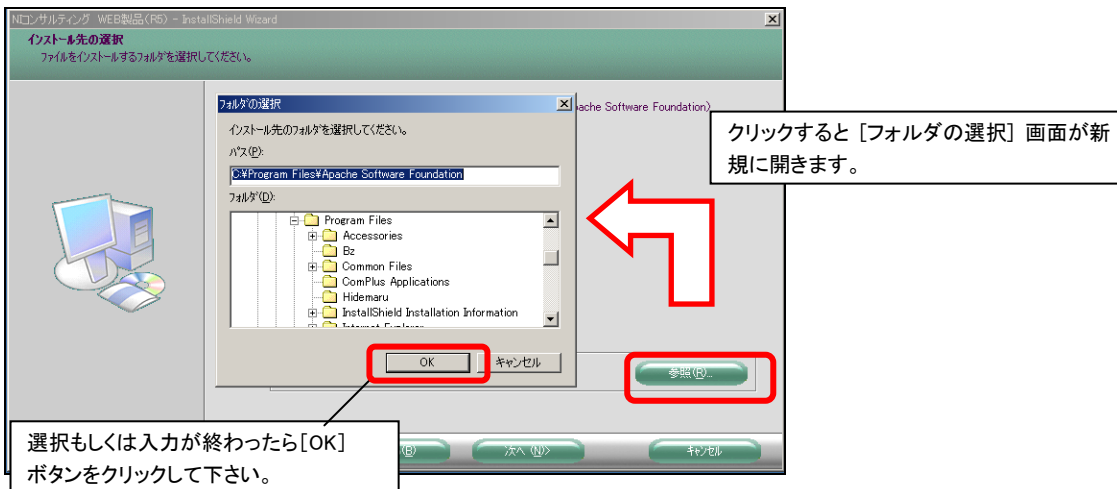 Nコンサルティング WEB製品(R5) - InstallShield Wizard
インストール先の選択
ファイルをインストールするフォルダを選択してください。
フォルダの選択
ache Software Foundation〉
インストール先のフォルダを選択してください。
パス(P):
C:¥Program Files¥Apache Software Foundation
フォルダ(D):
Program Files
Accessories
Bz
Common Files
ComPlus Applications
Hidemaru
InstallShield Installation Information
Internet Explorer
OK
キャンセル
クリックすると [フォルダの選択] 画面が新
規に開きます。
参照(R)...
選択もしくは入力が終わったら[OK]
ボタンをクリックして下さい。
(B)
次へ (N)>
キャンセル